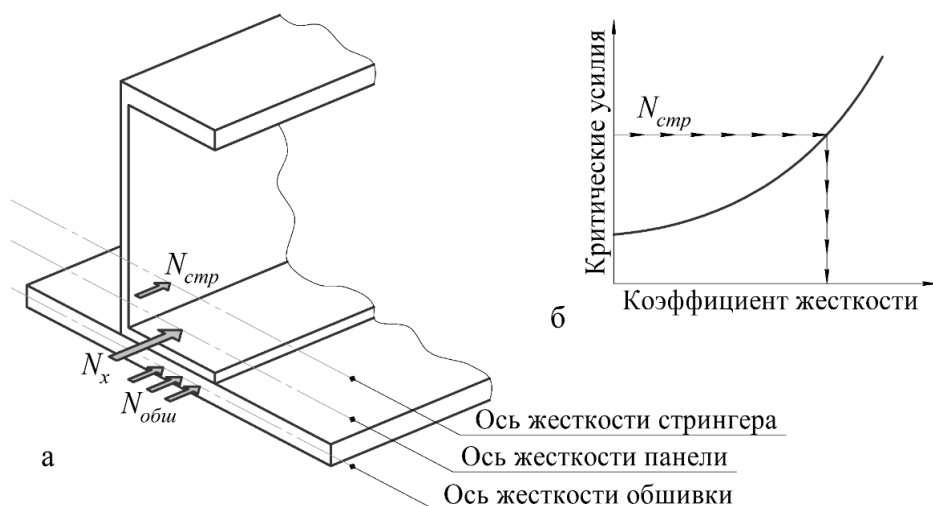 N_стр
N_x
N_обш
а
Ось жесткости стрингера
Ось жесткости панели
Ось жесткости обшивки
Критические усилия
N_стр
Коэффициент жесткости
б